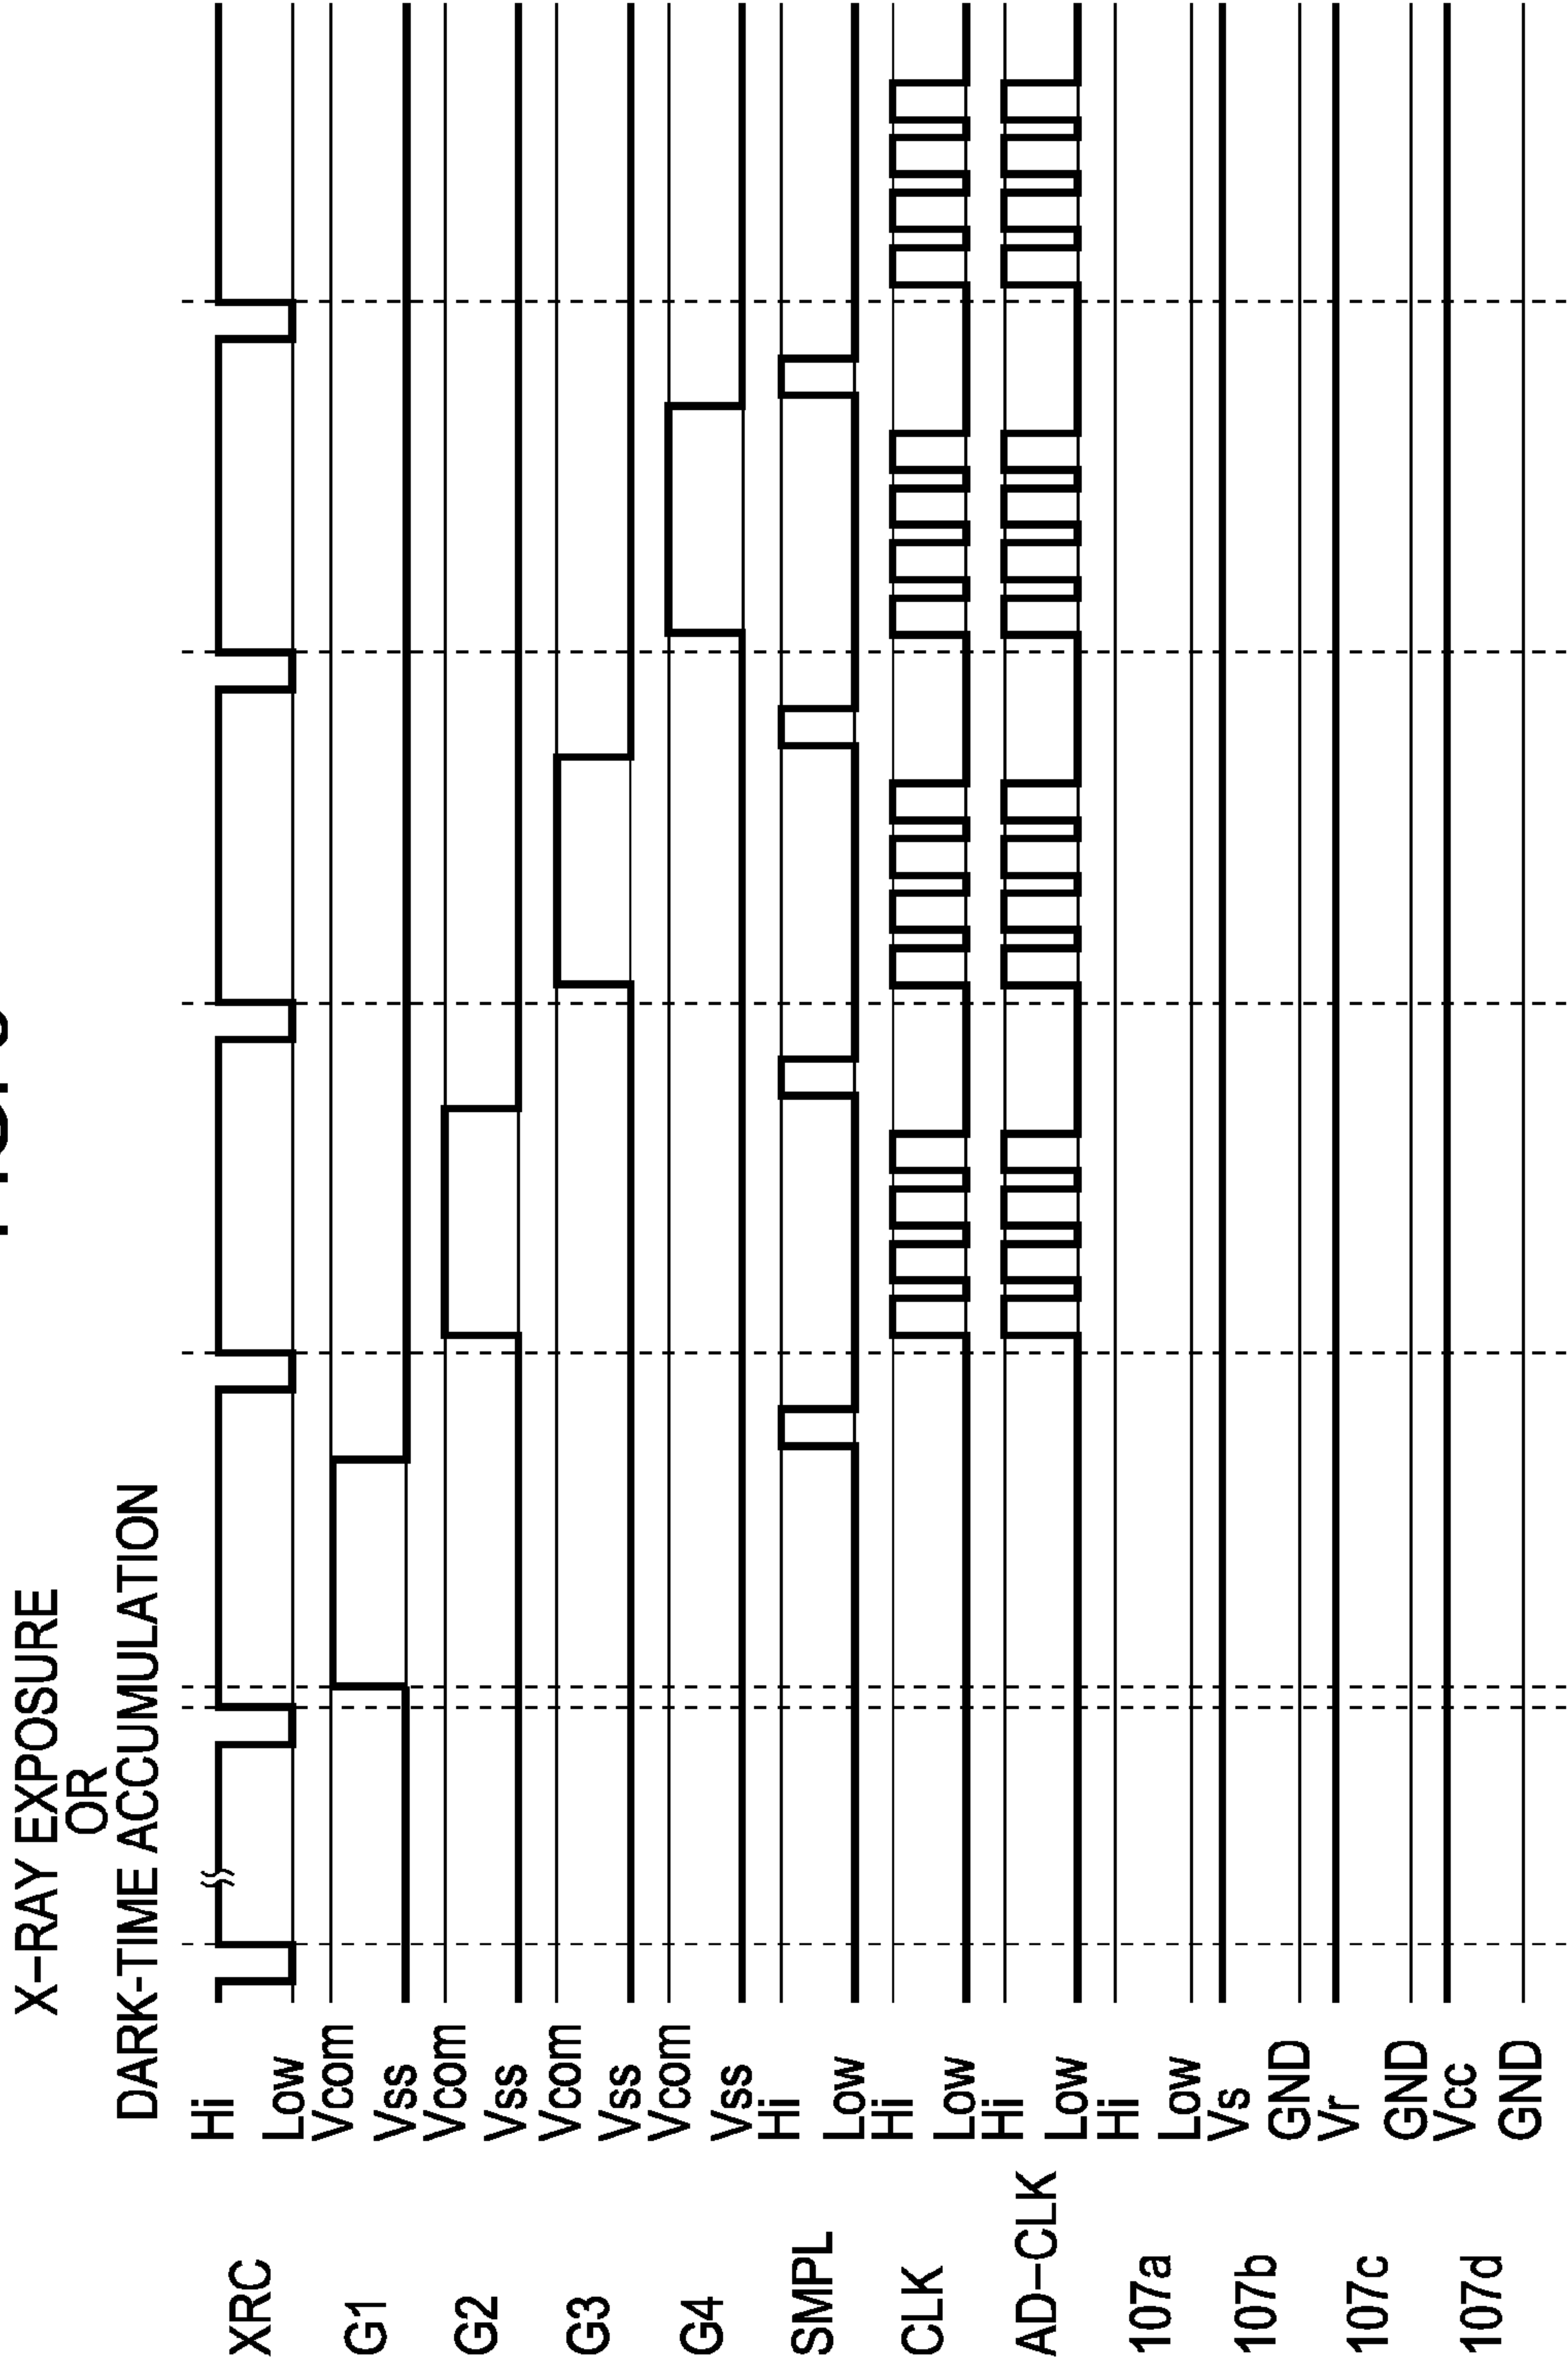 X-RAY EXPOSURE
OR
DARK-TIME ACCUMULATION
XRC Hi
Low
G1 Vcom
Vss
G2 Vcom
Vss
G3 Vcom
Vss
G4 Vcom
Vss
SMPL Hi
Low
CLK Hi
Low
AD-CLK Hi
Low
107a Hi
Low
107b Vs
GND
107c Vr
GND
107d Vcc
GND